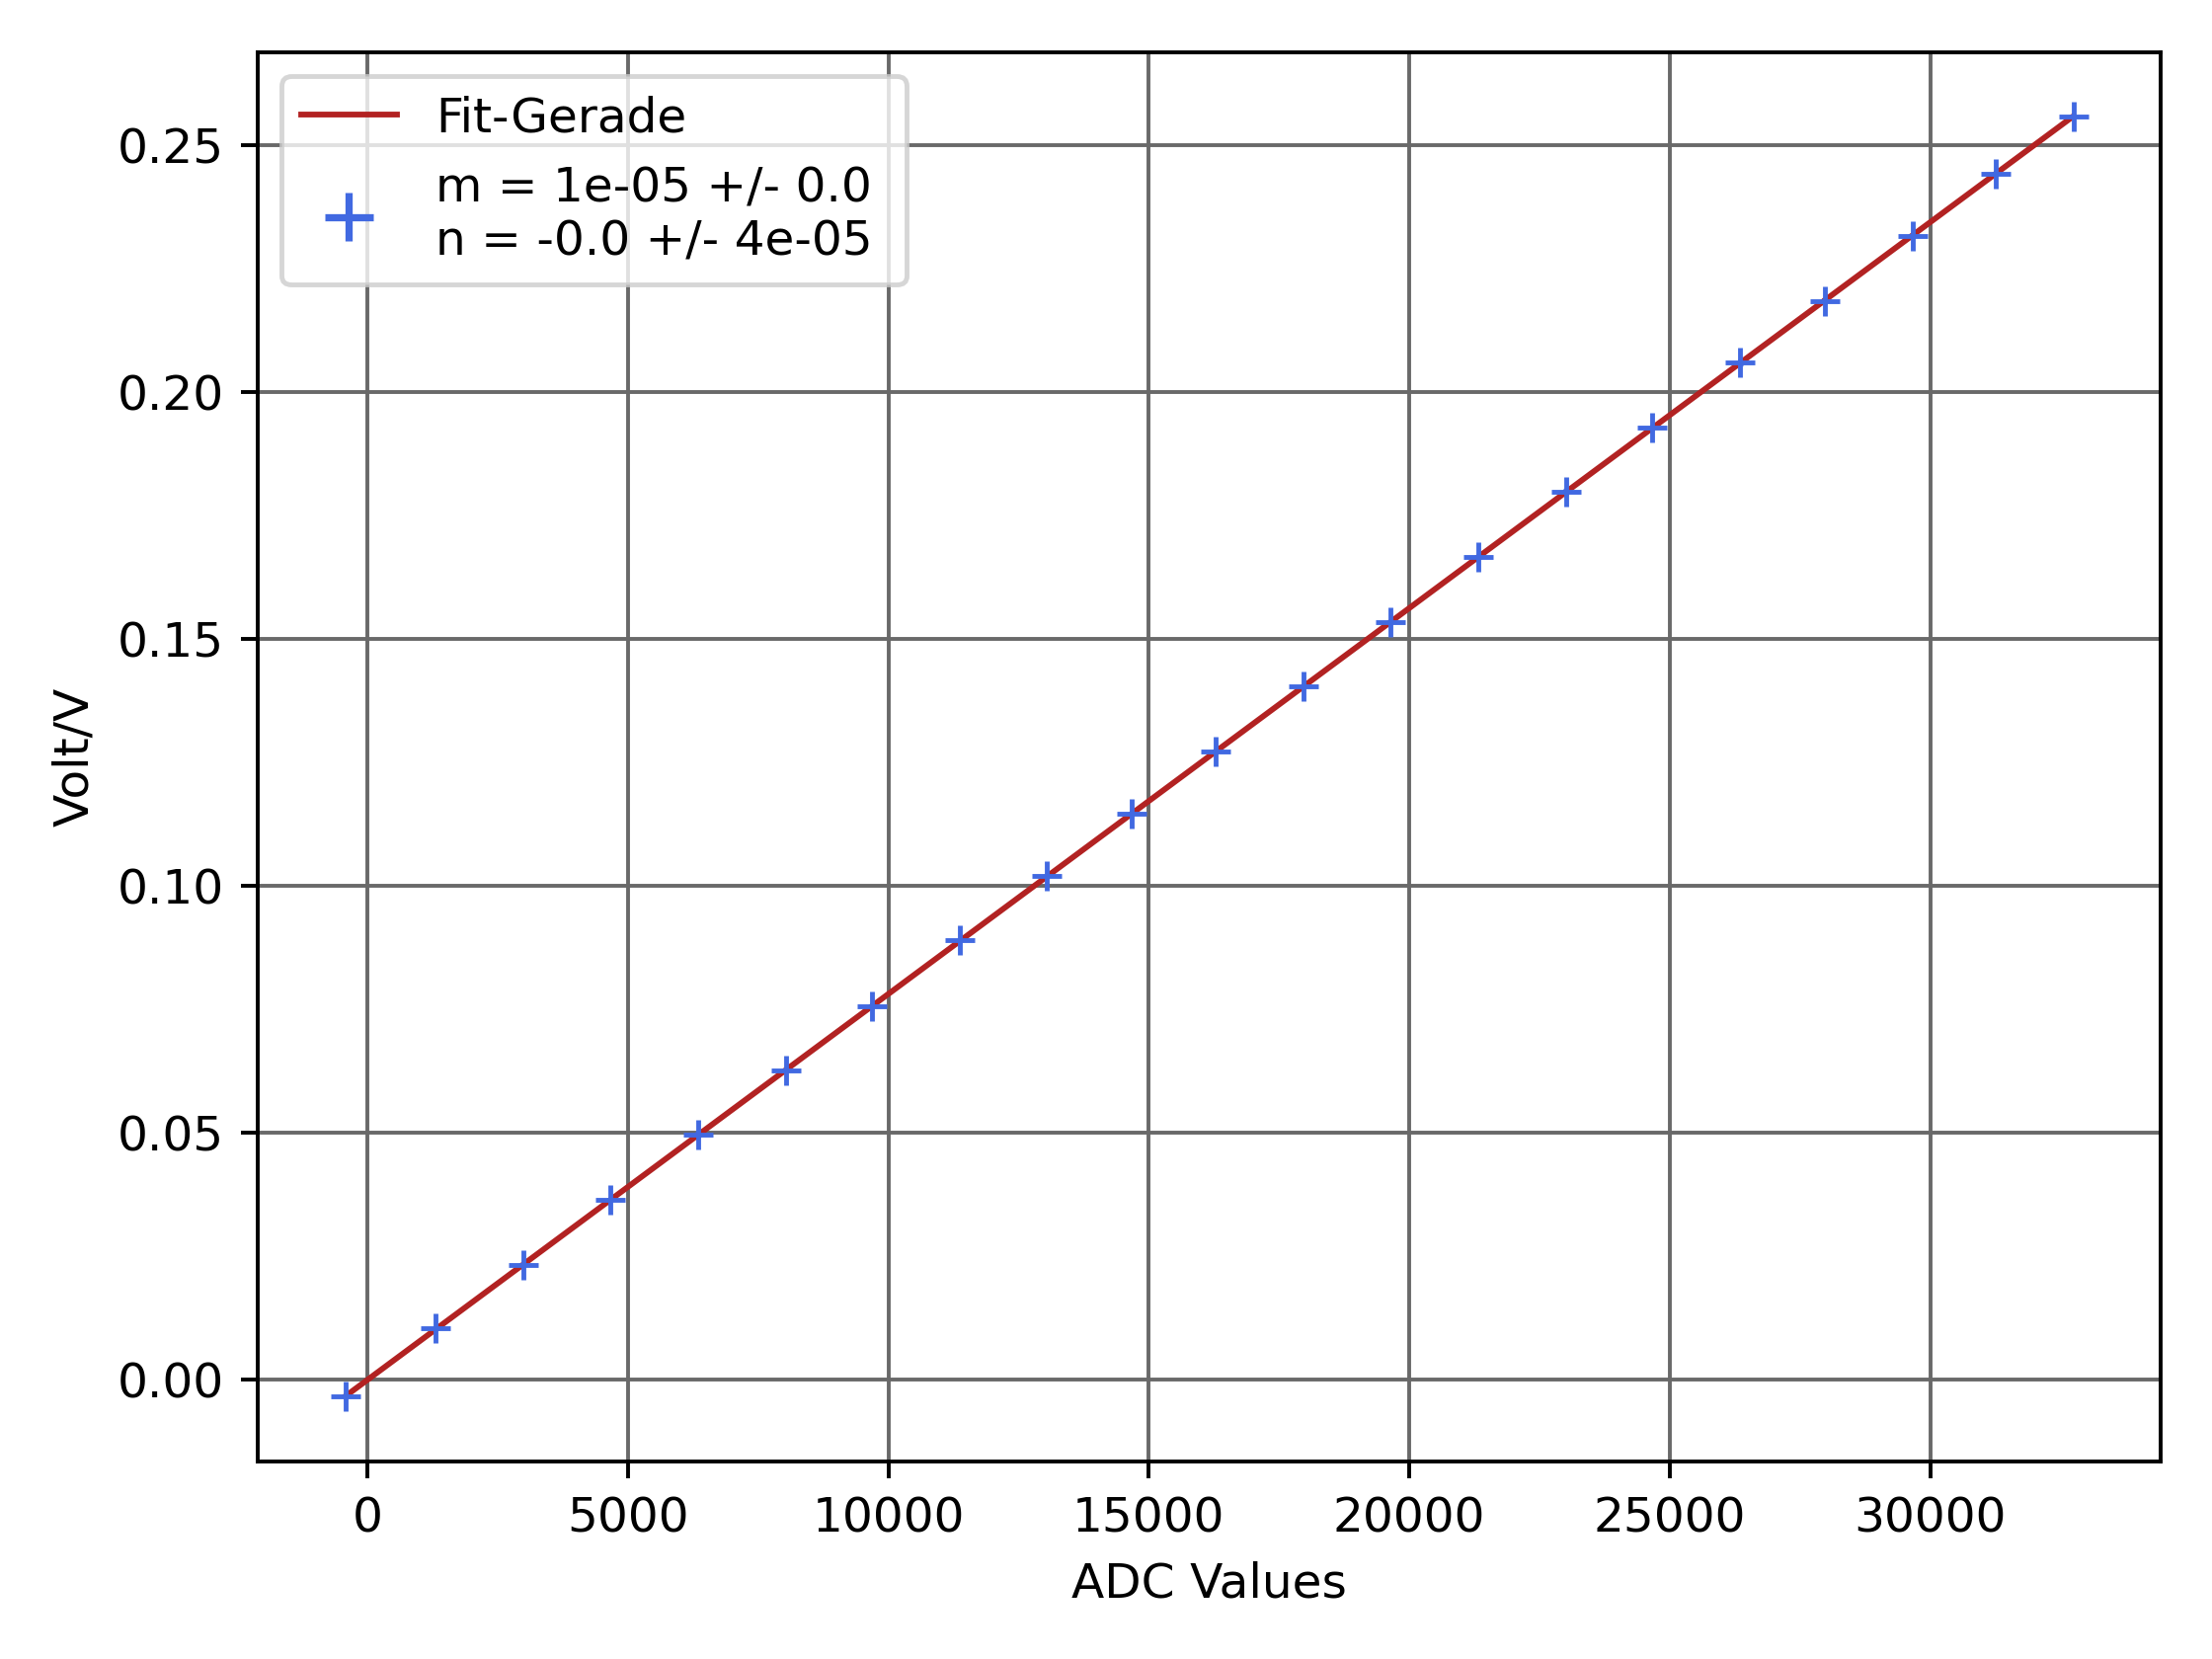 Fit-Gerade
m = 1e-05 +/- 0.0
n = -0.0 +/- 4e-05
0.25
0.20
0.15
0.10
0.05
0.00
Volt/V
0 5000 10000 15000 20000 25000 30000
ADC Values